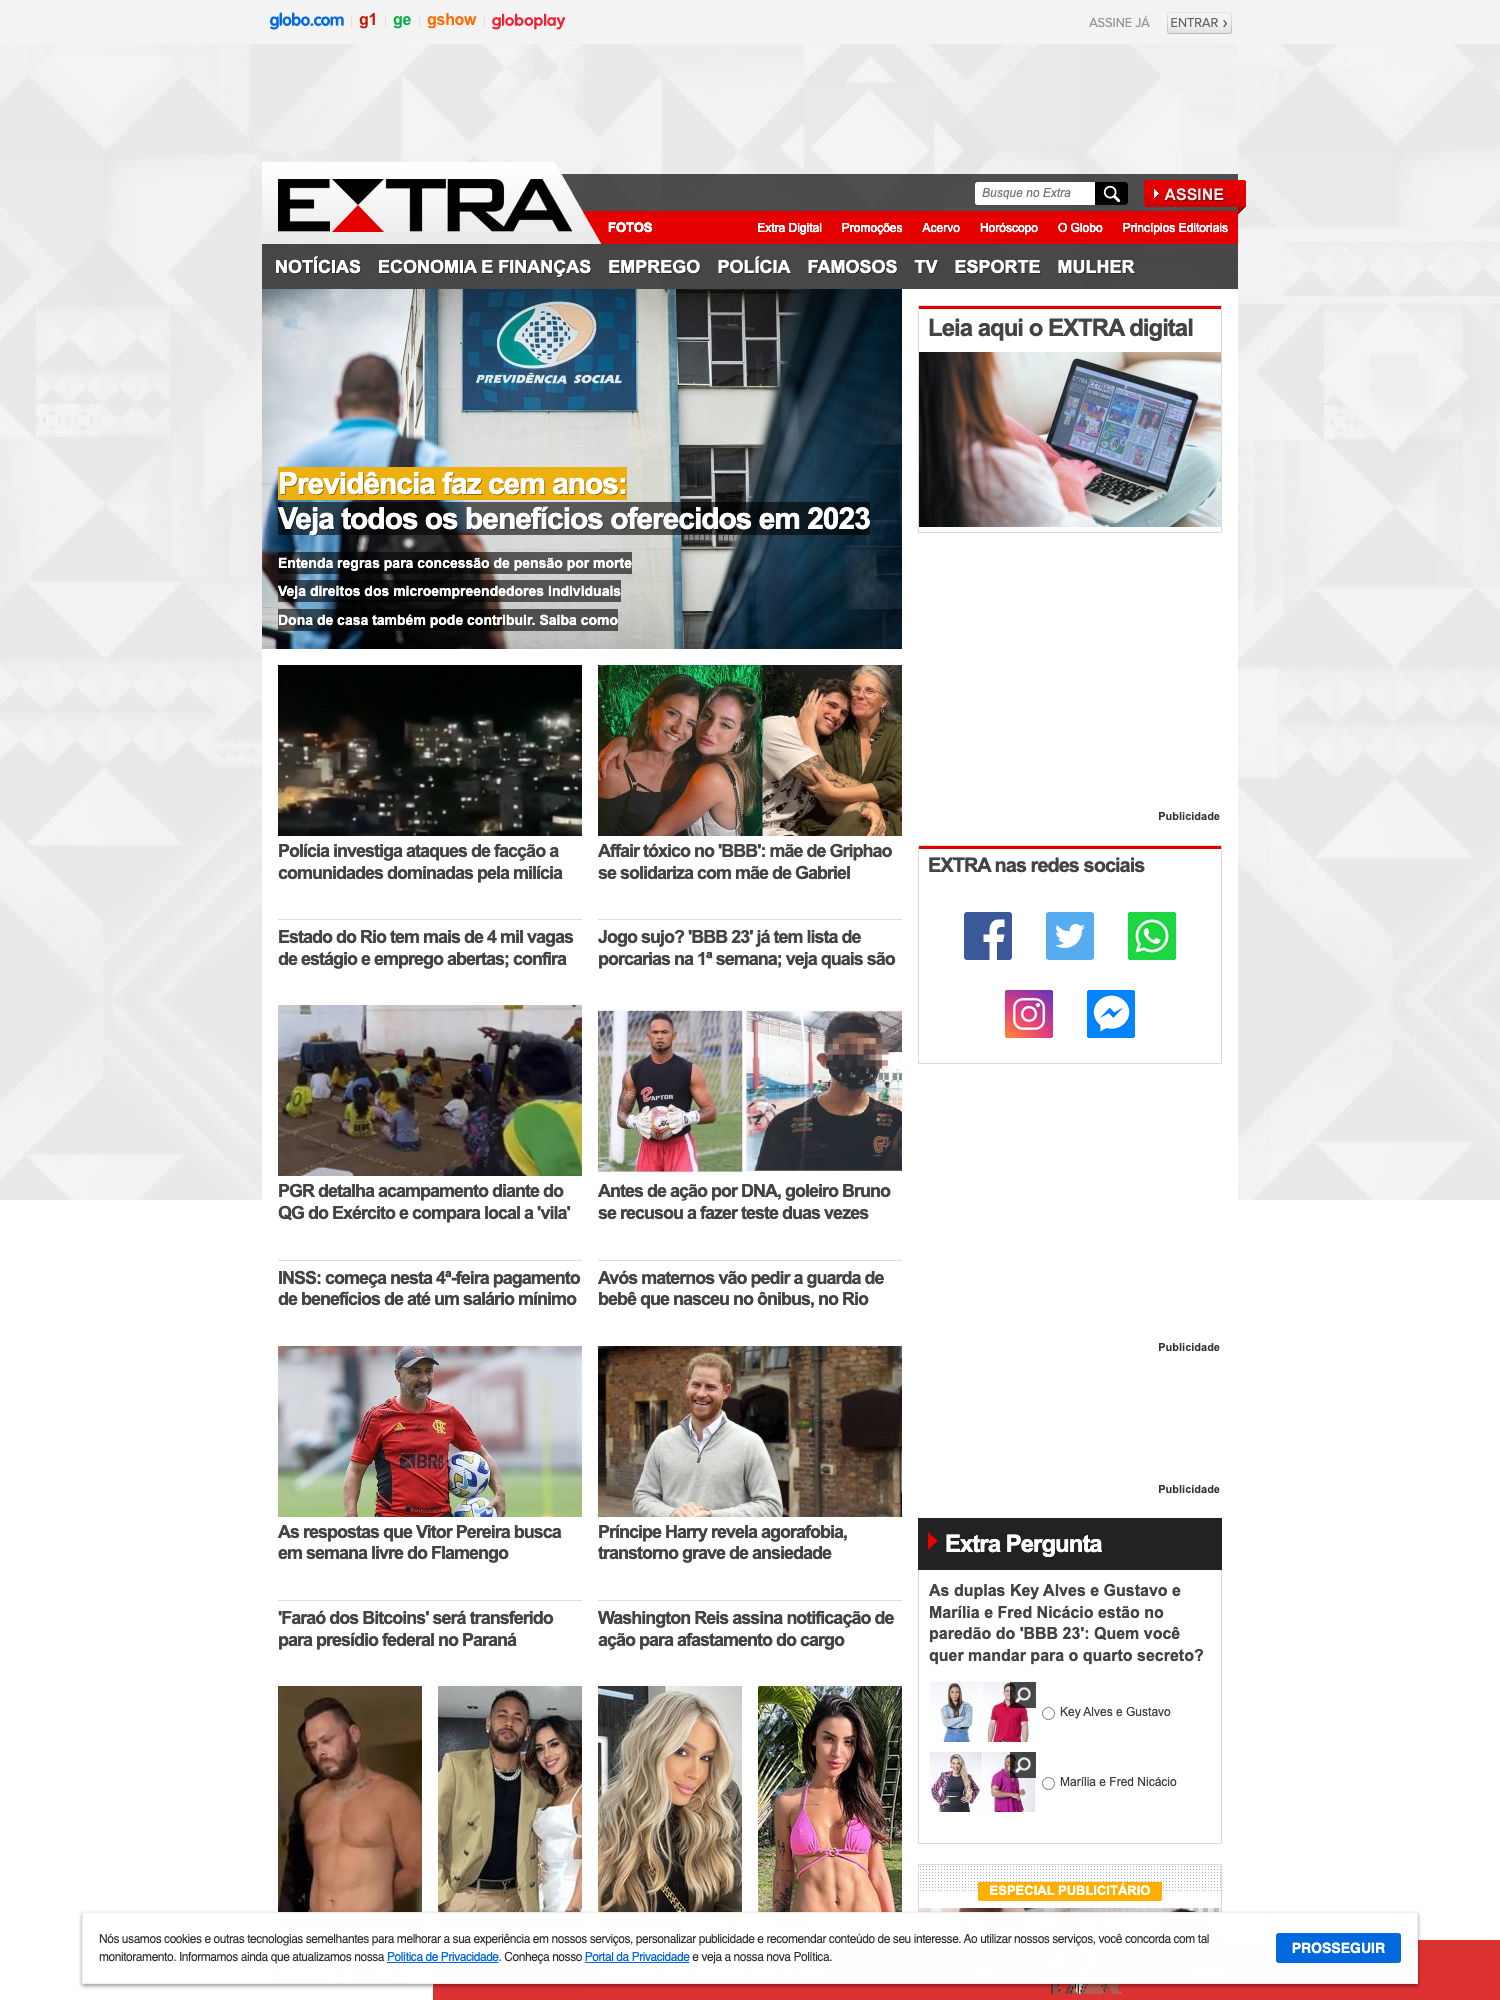 globo.com g1 ge gshow globoplay
ASSINE JÁ ENTRAR
EXTRA
Busque no Extra
ASSINE
FOTOS Extra Digital Promoções Acervo Horóscopo O Globo Princípios Editoriais
NOTÍCIAS ECONOMIA E FINANÇAS EMPREGO POLÍCIA FAMOSOS TV ESPORTE MULHER
PREVIDÊNCIA SOCIAL
Previdência faz cem anos:
Veja todos os benefícios oferecidos em 2023
Entenda regras para concessão de pensão por morte
Veja direitos dos microempreendedores individuais
Dona de casa também pode contribuir. Saiba como
Leia aqui o EXTRA digital
Publicidade
Polícia investiga ataques de facção a
comunidades dominadas pela milícia
Affair tóxico no 'BBB': mãe de Griphao
se solidariza com mãe de Gabriel
EXTRA nas redes sociais
Estado do Rio tem mais de 4 mil vagas
de estágio e emprego abertas; confira
Jogo sujo? 'BBB 23' já tem lista de
porcarias na 1ª semana; veja quais são
RAPTOR
PGR detalha acampamento diante do
QG do Exército e compara local a 'vila'
Antes de ação por DNA, goleiro Bruno
se recusou a fazer teste duas vezes
INSS: começa nesta 4ª-feira pagamento
de benefícios de até um salário mínimo
Avós maternos vão pedir a guarda de
bebê que nasceu no ônibus, no Rio
Publicidade
BRB
As respostas que Vitor Pereira busca
em semana livre do Flamengo
Príncipe Harry revela agorafobia,
transtorno grave de ansiedade
Publicidade
Extra Pergunta
As duplas Key Alves e Gustavo e
Marília e Fred Nicácio estão no
paredão do 'BBB 23': Quem você
quer mandar para o quarto secreto?
Key Alves e Gustavo
Marília e Fred Nicácio
'Faraó dos Bitcoins' será transferido
para presídio federal no Paraná
Washington Reis assina notificação de
ação para afastamento do cargo
ESPECIAL PUBLICITÁRIO
Nós usamos cookies e outras tecnologias semelhantes para melhorar a sua experiência em nossos serviços, personalizar publicidade e recomendar conteúdo de seu interesse. Ao utilizar nossos serviços, você concorda com tal
monitoramento. Informamos ainda que atualizamos nossa Política de Privacidade. Conheça nosso Portal da Privacidade e veja a nossa nova Política.
PROSSEGUIR